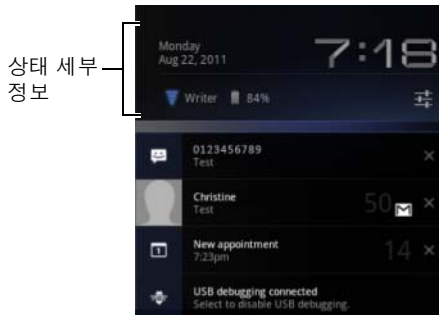 상태 세부
정보
Monday
Aug 22, 2011
7:18
Writer 84%
0123456789
Test
Christine
Test
50
1
New appointment
7:23pm
14
USB debugging connected
Select to disable USB debugging.